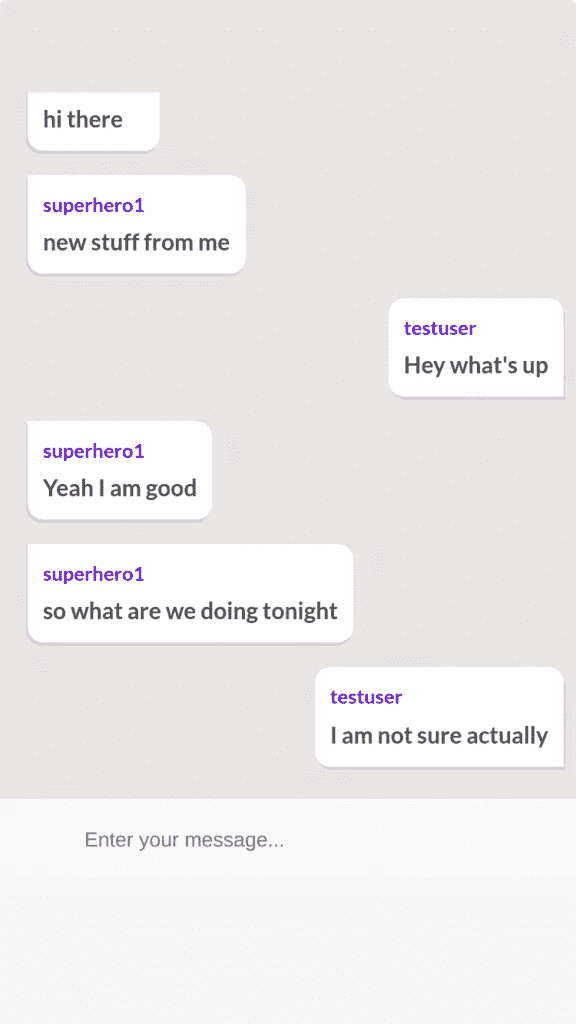 hi there
superhero1
new stuff from me
testuser
Hey what's up
superhero1
Yeah I am good
superhero1
so what are we doing tonight
testuser
I am not sure actually
Enter your message...